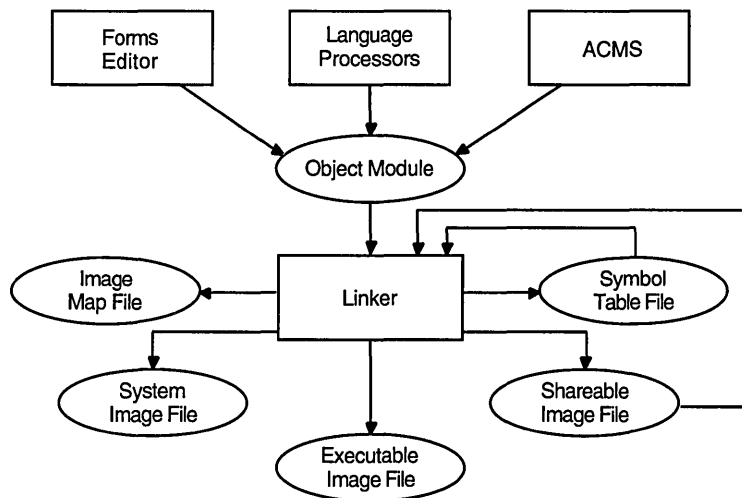 Forms
Editor
Language
Processors
ACMS
Object Module
Image
Map File
Linker
Symbol
Table File
System
Image File
Shareable
Image File
Executable
Image File